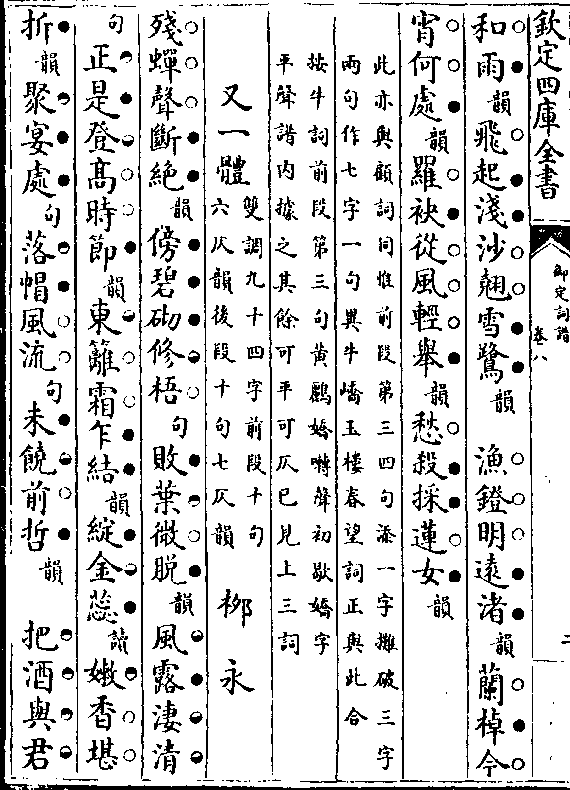 欽定四庫全書
御定詞譜
卷八
二
和雨韻飛起淺沙翹雪鷺韻 漁鐙明遠渚韻蘭棹今
宵何處韻羅袂從風輕舉韻愁殺採蓮女韻
此亦與顧詞同惟前段第三四句添一字攤破三字
兩句作七字一句異牛嶠玉樓春望詞正與此合
按牛詞前段第三句黃鸝嬌囀聲初歇嬌字
平聲譜內據之其餘可平可仄已見上三詞
又一體 雙調九十四字前段十句
六仄韻後段十句七仄韻 柳永
殘蟬聲斷絶韻傍碧砌修梧句敗葉微脫韻風露淒清
句正是登髙時節韻東籬霜乍結韻綻金蕊讀嫩香堪
折韻聚宴處句落帽風流句未饒前哲韻 把酒與君